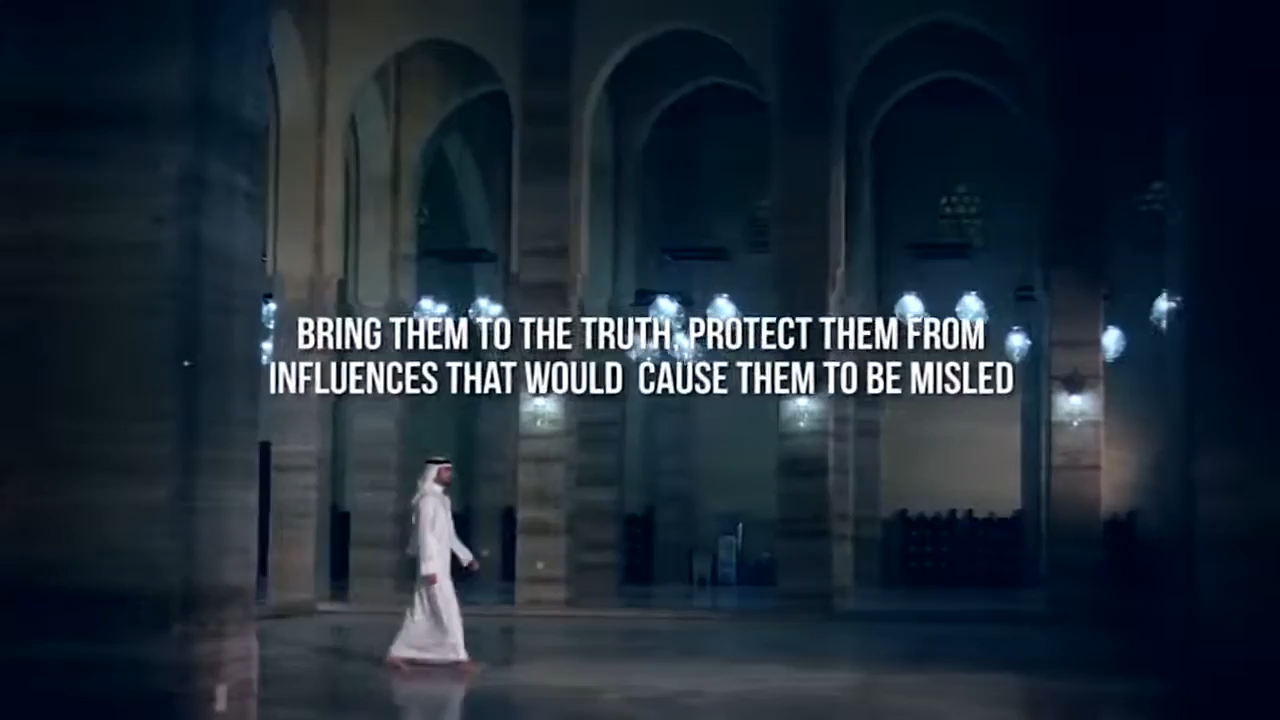 BRING THEM TO THE TRUTH, PROTECT THEM FROM
INFLUENCES THAT WOULD CAUSE THEM TO BE MISLED